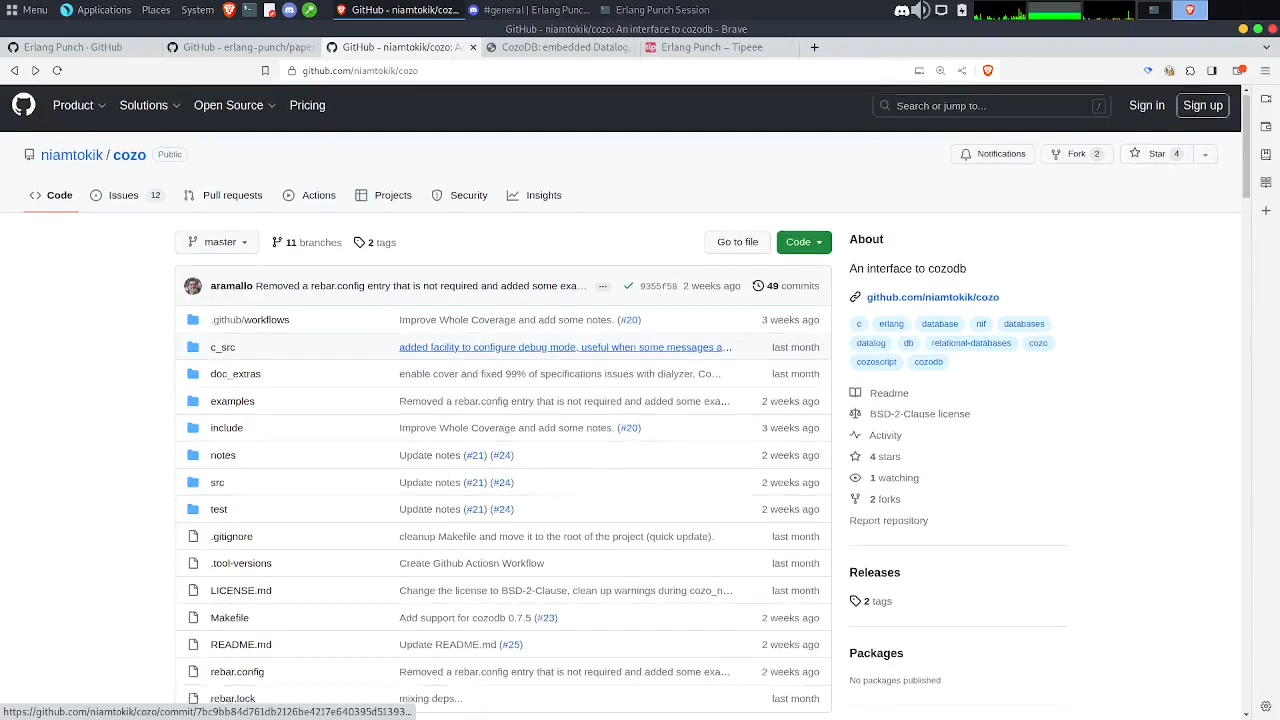 Menu Applications Places System GitHub - niamtokik/coz... #general | Erlang Punc... Erlang Punch Session
GitHub - niamtokik/cozo: An interface to cozodb - Brave
Erlang Punch · GitHub GitHub - erlang-punch/pape GitHub - niamtokik/cozo: A CozoDB: embedded Datalog, tip Erlang Punch — Tipeee
github.com/niamtokik/cozo
Product Solutions Open Source Pricing Search or jump to... / Sign in Sign up
niamtokik / cozo Public Notifications Fork 2 Star 4
Code Issues 12 Pull requests Actions Projects Security Insights
master 11 branches 2 tags Go to file Code
aramallo Removed a rebar.config entry that is not required and added some exa... ... 9355f58 2 weeks ago 49 commits
.github/workflows Improve Whole Coverage and add some notes. (#20) 3 weeks ago
c_src added facility to configure debug mode, useful when some messages a... last month
doc_extras enable cover and fixed 99% of specifications issues with dialyzer. Co... last month
examples Removed a rebar.config entry that is not required and added some exa... 2 weeks ago
include Improve Whole Coverage and add some notes. (#20) 3 weeks ago
notes Update notes (#21) (#24) 2 weeks ago
src Update notes (#21) (#24) 2 weeks ago
test Update notes (#21) (#24) 2 weeks ago
.gitignore cleanup Makefile and move it to the root of the project (quick update). last month
.tool-versions Create Github Actiosn Workflow last month
LICENSE.md Change the license to BSD-2-Clause, clean up warnings during cozo_n... last month
Makefile Add support for cozodb 0.7.5 (#23) 2 weeks ago
README.md Update README.md (#25) 2 weeks ago
rebar.config Removed a rebar.config entry that is not required and added some exa... 2 weeks ago
rebar.lock mixing deps... last month
About
An interface to cozodb
github.com/niamtokik/cozo
c erlang database nif databases
datalog db relational-databases cozo
cozoscript cozodb
Readme
BSD-2-Clause license
Activity
4 stars
1 watching
2 forks
Report repository
Releases
2 tags
Packages
No packages published
https://github.com/niamtokik/cozo/commit/7bc9bb84d761db2126be4217e640395d51393...